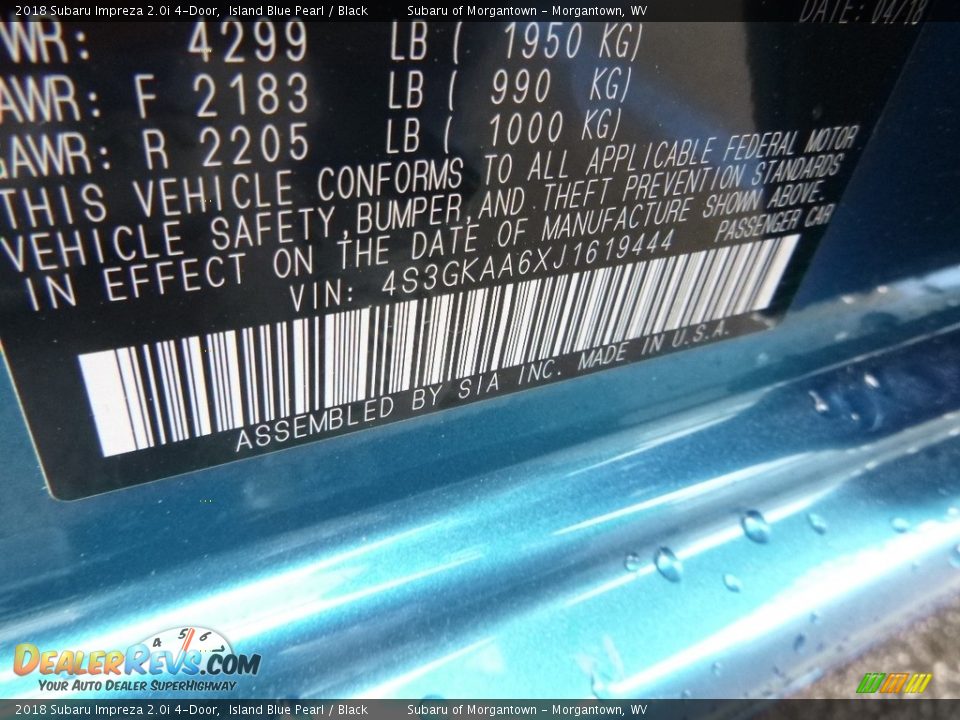 2018 Subaru Impreza 2.0i 4-Door, Island Blue Pearl / Black Subaru of Morgantown - Morgantown, WV
DATE: 04/18
WR: 4299 LB ( 1950 KG)
AWR: F 2183 LB ( 990 KG)
GAWR: R 2205 LB ( 1000 KG)
THIS VEHICLE CONFORMS TO ALL APPLICABLE FEDERAL MOTOR
VEHICLE SAFETY, BUMPER, AND THEFT PREVENTION STANDARDS
IN EFFECT ON THE DATE OF MANUFACTURE SHOWN ABOVE.
VIN: 4S3GKAA6XJ1619444 PASSENGER CAR
ASSEMBLED BY SIA INC. MADE IN U.S.A.
4 5 6
DEALERREVS.COM
YOUR AUTO DEALER SUPERHIGHWAY
2018 Subaru Impreza 2.0i 4-Door, Island Blue Pearl / Black Subaru of Morgantown - Morgantown, WV